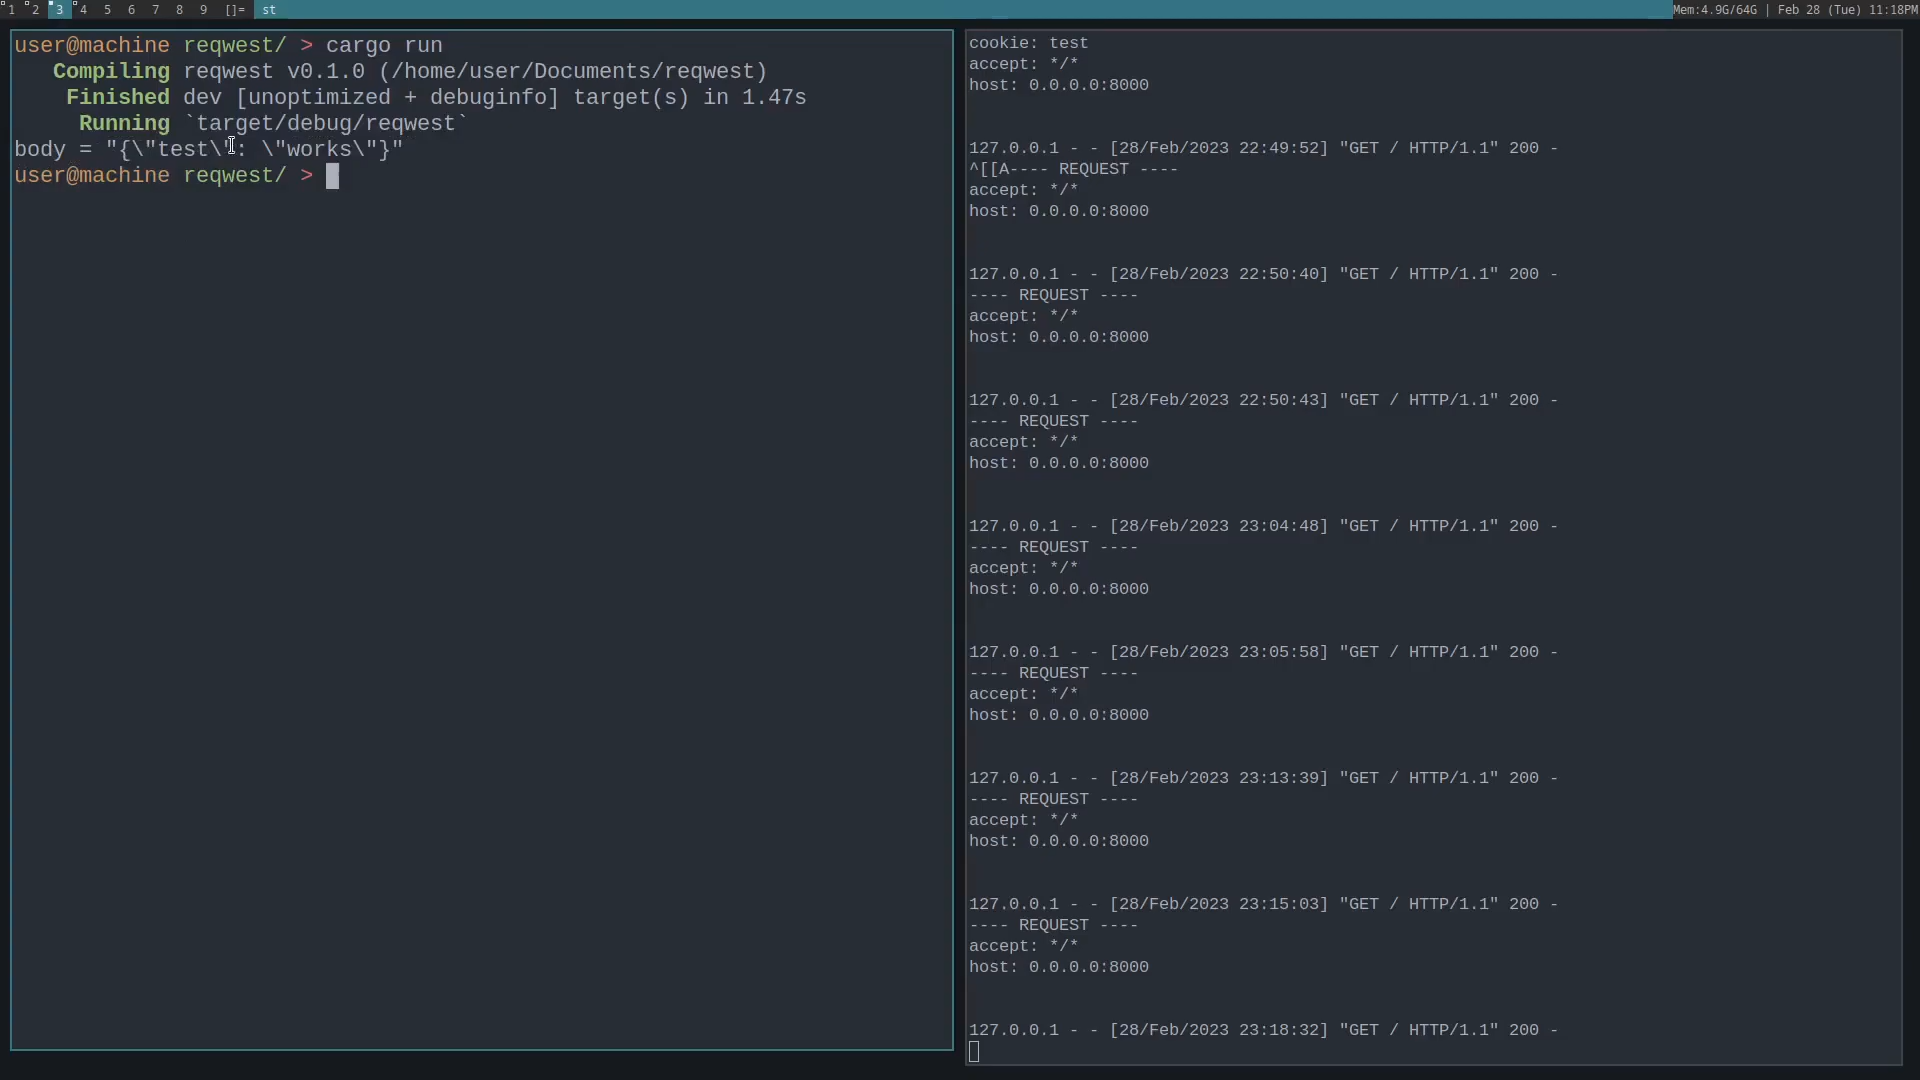 1 2 3 4 5 6 7 8 9 []= st Mem:4.9G/64G | Feb 28 (Tue) 11:18PM
user@machine reqwest/ > cargo run
Compiling reqwest v0.1.0 (/home/user/Documents/reqwest)
Finished dev [unoptimized + debuginfo] target(s) in 1.47s
Running `target/debug/reqwest`
body = "{\"test\": \"works\"}"
user@machine reqwest/ >
cookie: test
accept: */*
host: 0.0.0.0:8000
127.0.0.1 - - [28/Feb/2023 22:49:52] "GET / HTTP/1.1" 200 -
^[[A---- REQUEST ----
accept: */*
host: 0.0.0.0:8000
127.0.0.1 - - [28/Feb/2023 22:50:40] "GET / HTTP/1.1" 200 -
---- REQUEST ----
accept: */*
host: 0.0.0.0:8000
127.0.0.1 - - [28/Feb/2023 22:50:43] "GET / HTTP/1.1" 200 -
---- REQUEST ----
accept: */*
host: 0.0.0.0:8000
127.0.0.1 - - [28/Feb/2023 23:04:48] "GET / HTTP/1.1" 200 -
---- REQUEST ----
accept: */*
host: 0.0.0.0:8000
127.0.0.1 - - [28/Feb/2023 23:05:58] "GET / HTTP/1.1" 200 -
---- REQUEST ----
accept: */*
host: 0.0.0.0:8000
127.0.0.1 - - [28/Feb/2023 23:13:39] "GET / HTTP/1.1" 200 -
---- REQUEST ----
accept: */*
host: 0.0.0.0:8000
127.0.0.1 - - [28/Feb/2023 23:15:03] "GET / HTTP/1.1" 200 -
---- REQUEST ----
accept: */*
host: 0.0.0.0:8000
127.0.0.1 - - [28/Feb/2023 23:18:32] "GET / HTTP/1.1" 200 -